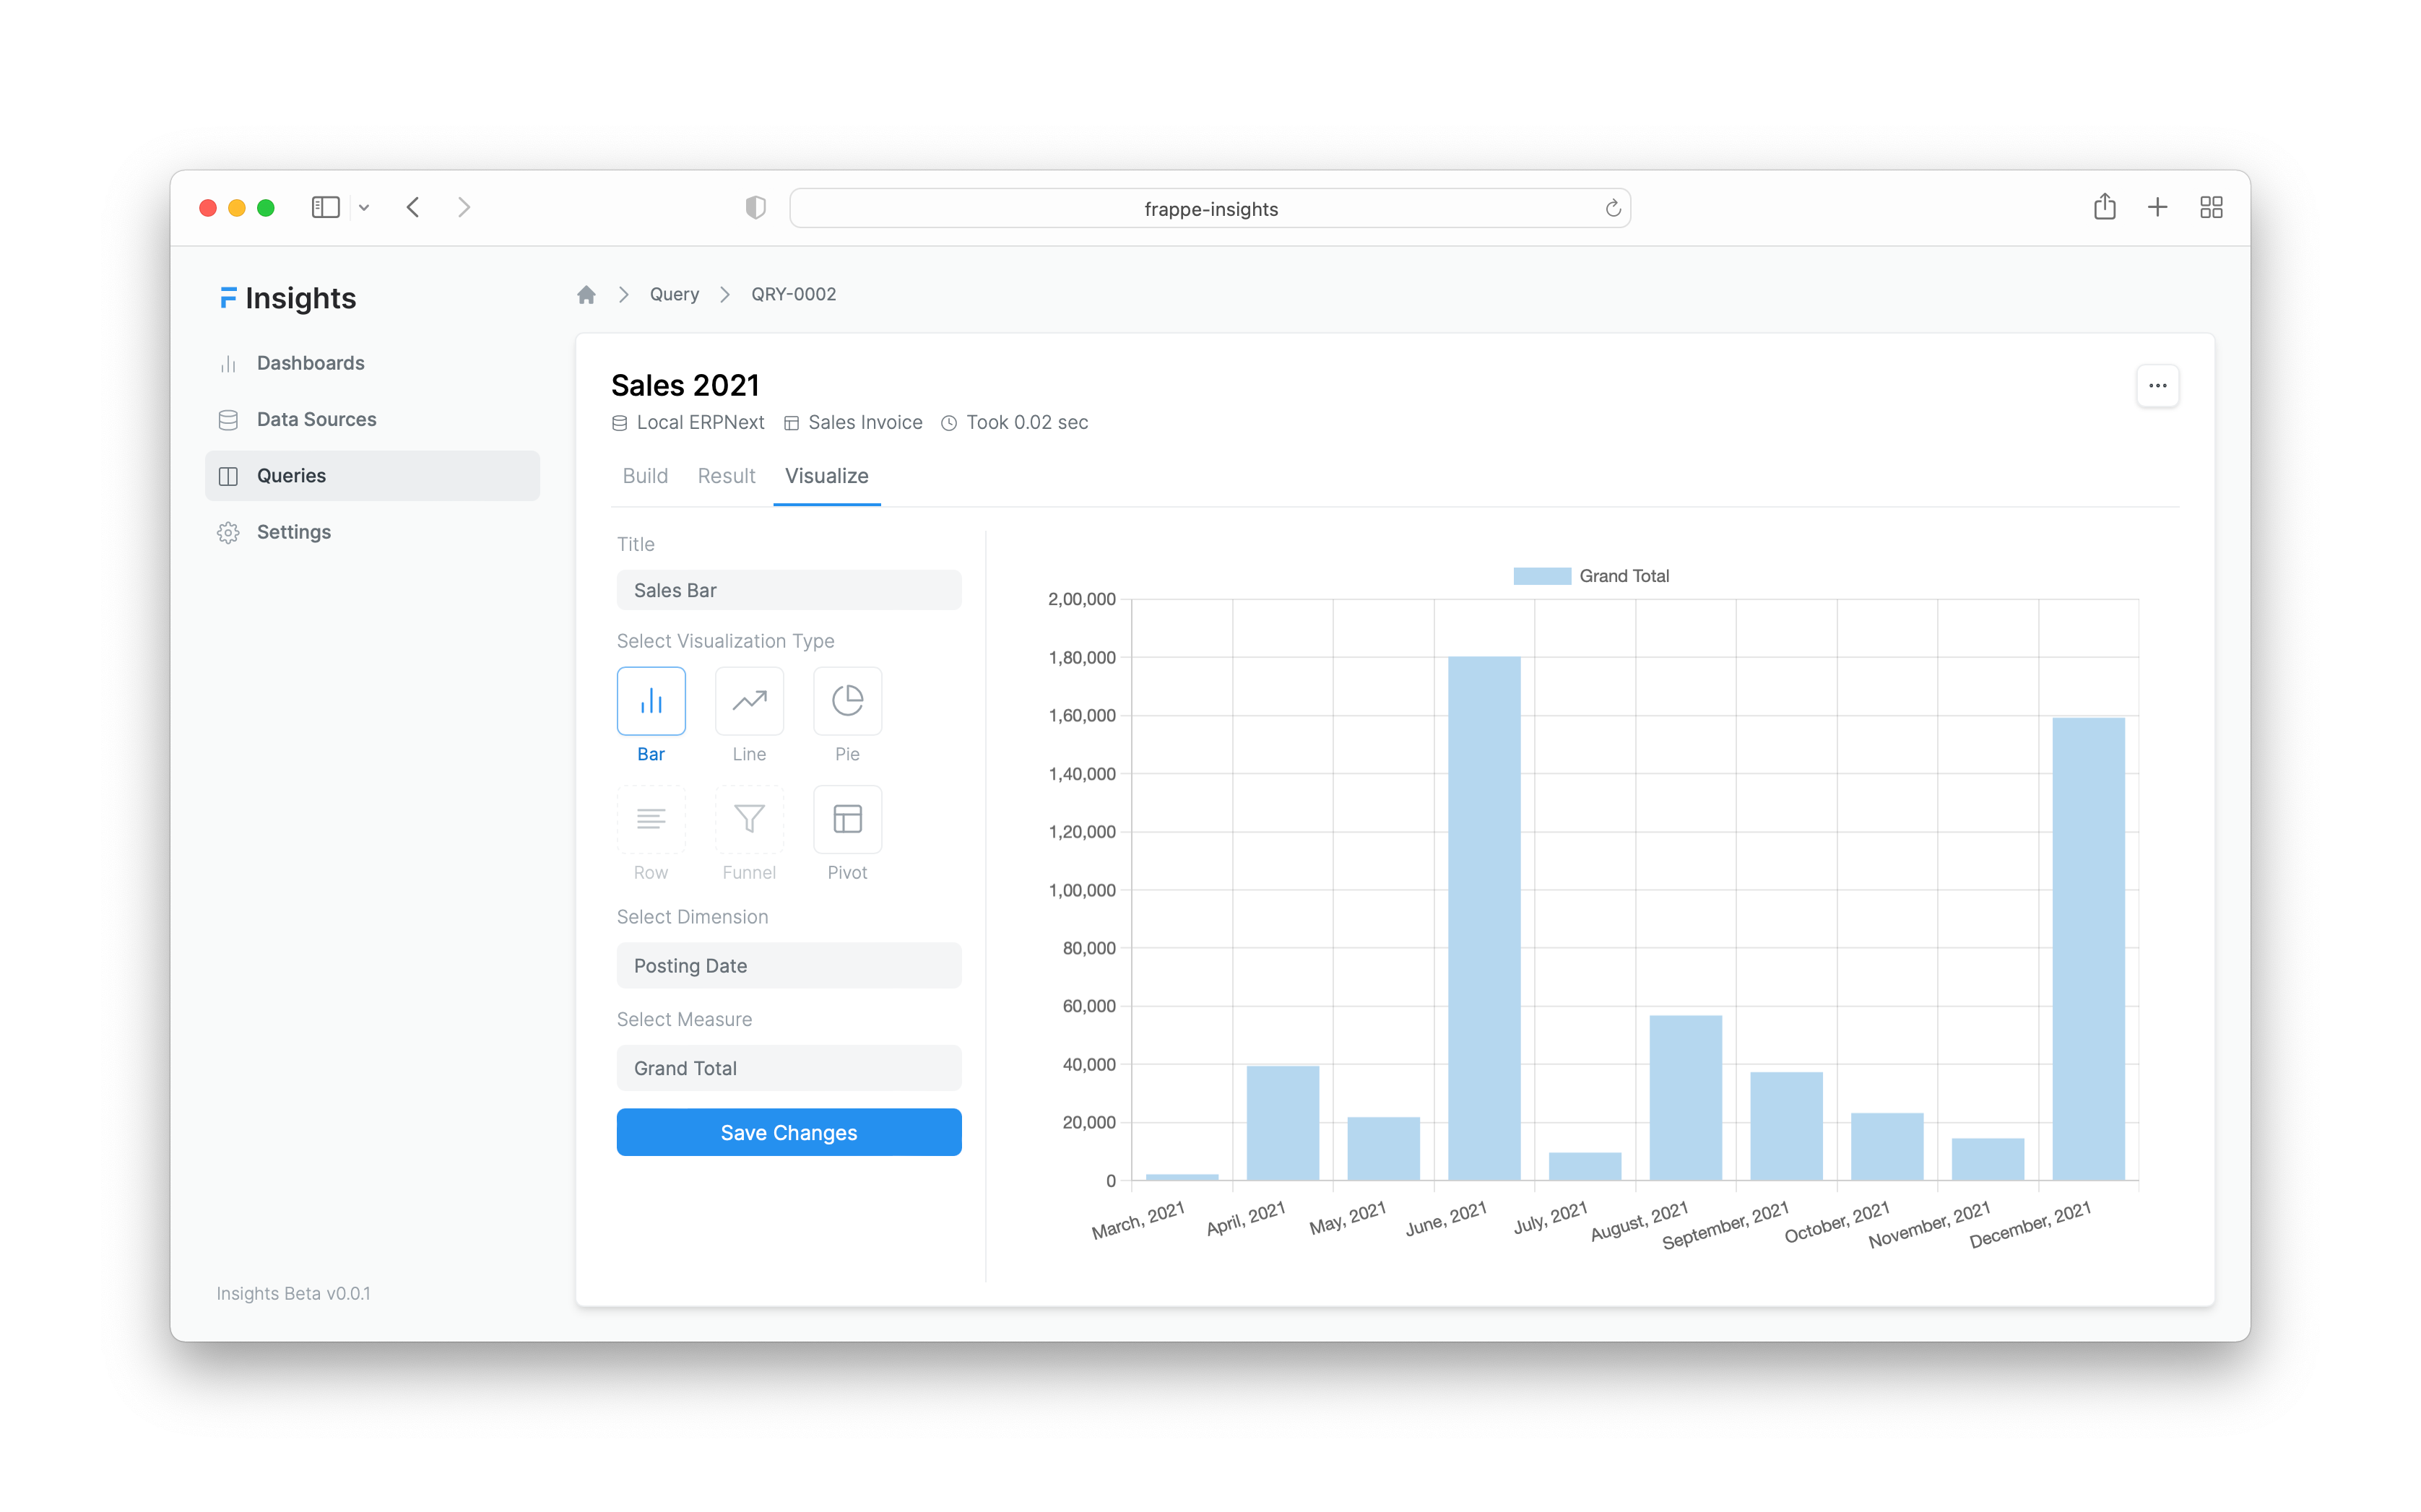 frappe-insights
Insights
Dashboards
Data Sources
Queries
Settings
Insights Beta v0.0.1
Query
QRY-0002
Sales 2021
Local ERPNext Sales Invoice Took 0.02 sec
Build Result Visualize
Title
Sales Bar
Select Visualization Type
Bar Line Pie
Row Funnel Pivot
Select Dimension
Posting Date
Select Measure
Grand Total
Save Changes
Grand Total
2,00,000
1,80,000
1,60,000
1,40,000
1,20,000
1,00,000
80,000
60,000
40,000
20,000
0
March, 2021
April, 2021
May, 2021
June, 2021
July, 2021
August, 2021
September, 2021
October, 2021
November, 2021
December, 2021